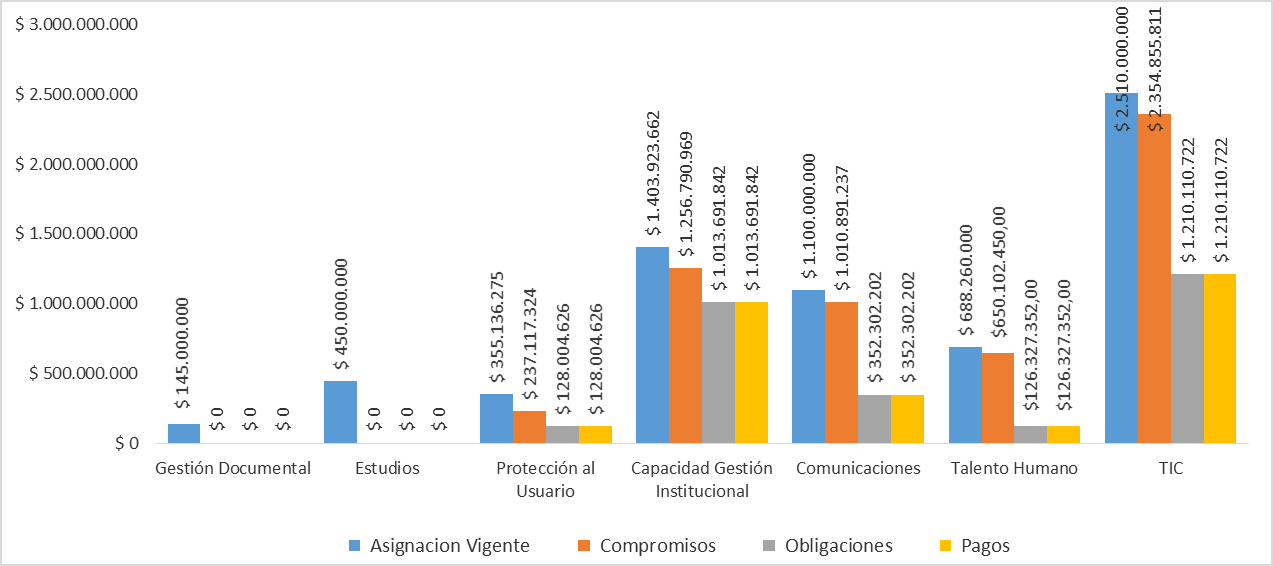 $ 3.000.000.000
$ 2.500.000.000
$ 2.000.000.000
$ 1.500.000.000
$ 1.000.000.000
$ 500.000.000
$ 0
$ 145.000.000
$ 0
$ 0
$ 0
$ 450.000.000
$ 0
$ 0
$ 0
$ 355.136.275
$ 237.117.324
$ 128.004.626
$ 128.004.626
$ 1.403.923.662
$ 1.256.790.969
$ 1.013.691.842
$ 1.013.691.842
$ 1.100.000.000
$ 1.010.891.237
$ 352.302.202
$ 352.302.202
$ 688.260.000
$650.102.450,00
$126.327.352,00
$126.327.352,00
$ 2.510.000.000
$ 2.354.855.811
$ 1.210.110.722
$ 1.210.110.722
Gestión Documental
Estudios
Protección al
Usuario
Capacidad Gestión
Institucional
Comunicaciones
Talento Humano
TIC
Asignacion Vigente
Compromisos
Obligaciones
Pagos